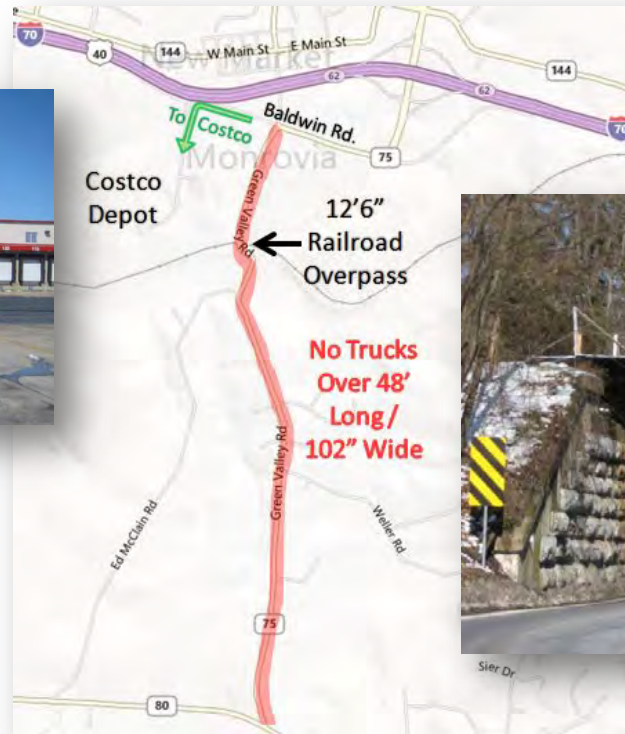 70
40
144
W Main St
E Main St
New Market
62
144
62
70
To
Costco
Baldwin Rd.
75
Monrovia
Costco
Depot
Green Valley Rd
12'6"
Railroad
Overpass
No Trucks
Over 48'
Long /
102" Wide
Green Valley Rd
Ed McClain Rd
Weller Rd
75
Sier Dr
80